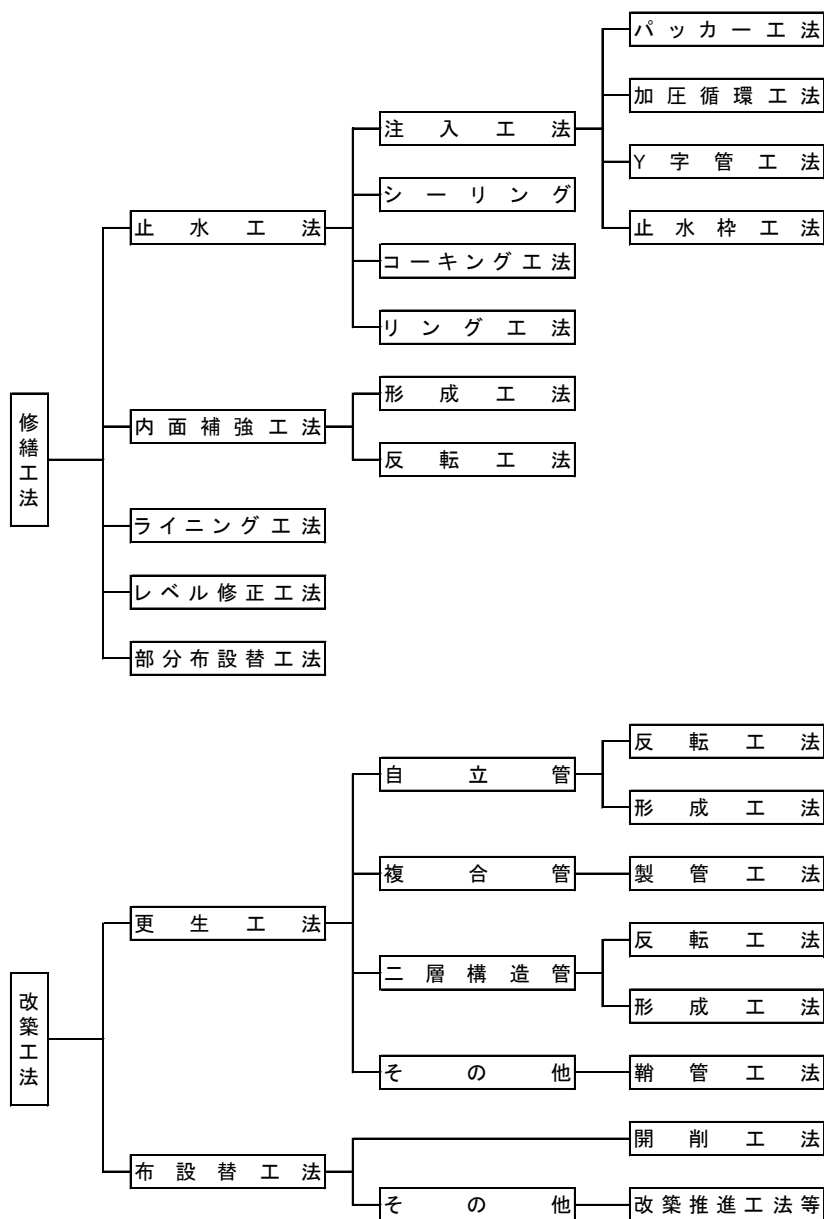 パッカー工法
加圧循環工法
注入工法
Y字管工法
シーリング
止水工法
止水枠工法
コーキング工法
リング工法
修繕工法
形成工法
内面補強工法
反転工法
ライニング工法
レベル修正工法
部分布設替工法
反転工法
自立管
形成工法
複合管
製管工法
更生工法
反転工法
二層構造管
改築工法
形成工法
その他
鞘管工法
開削工法
布設替工法
その他
改築推進工法等